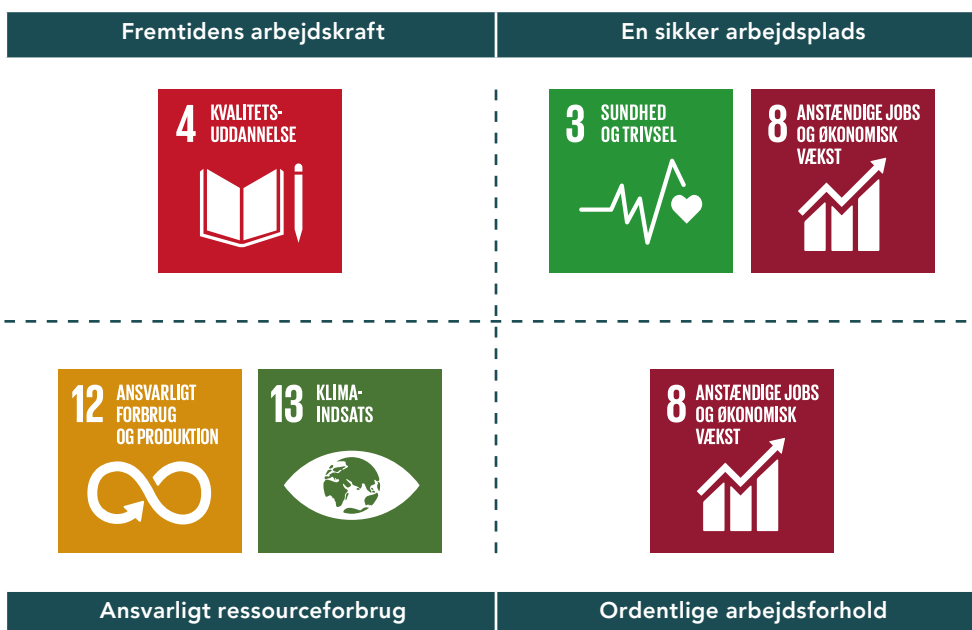 Fremtidens arbejdskraft
En sikker arbejdsplads
4 KVALITETS-
UDDANNELSE
3 SUNDHED
OG TRIVSEL
8 ANSTÆNDIGE JOBS
OG ØKONOMISK
VÆKST
12 ANSVARLIGT
FORBRUG
OG PRODUKTION
13 KLIMA-
INDSATS
8 ANSTÆNDIGE JOBS
OG ØKONOMISK
VÆKST
Ansvarligt ressourceforbrug
Ordentlige arbejdsforhold